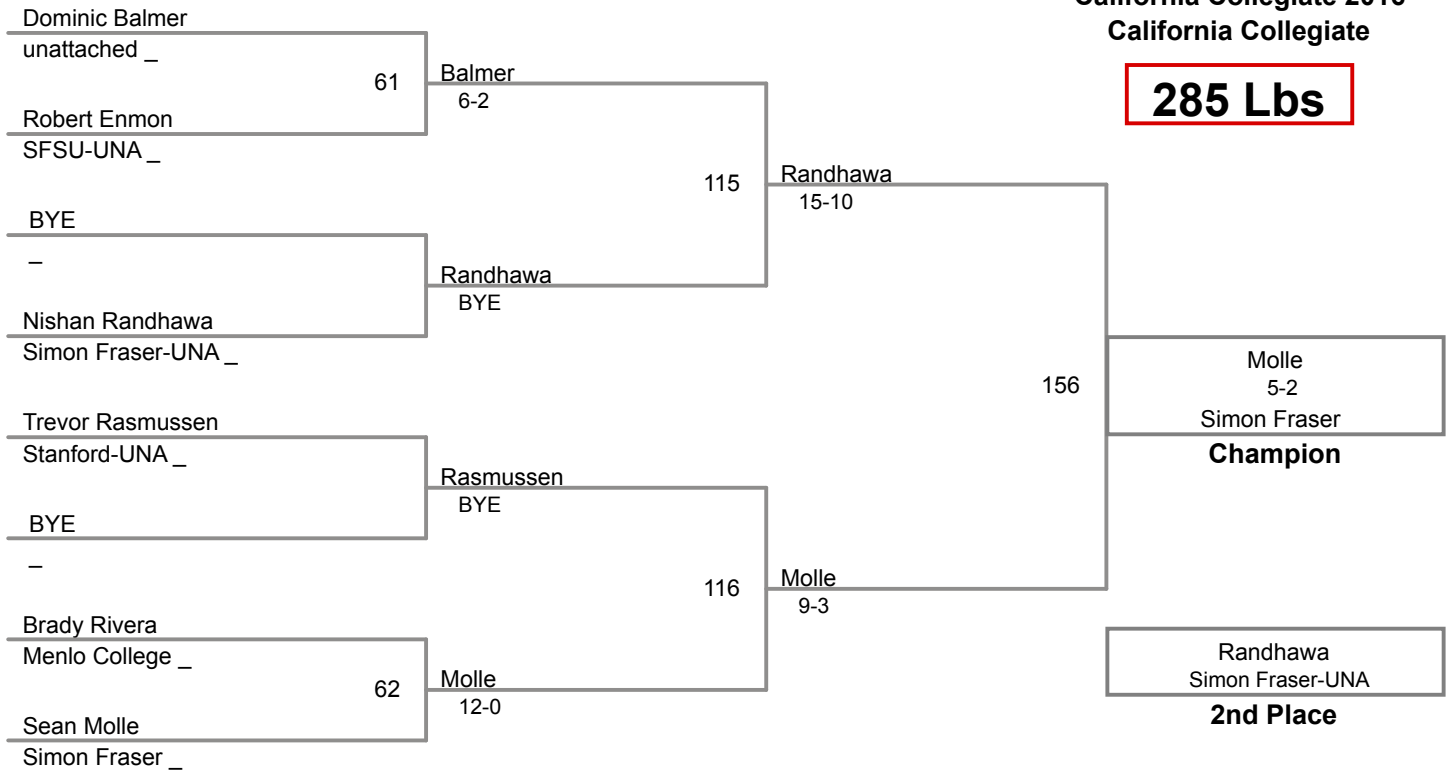 California Collegiate
285 Lbs
Dominic Balmer
unattached _
61
Balmer
6-2
Robert Enmon
SFSU-UNA _
115
Randhawa
15-10
BYE
_
Randhawa
BYE
Nishan Randhawa
Simon Fraser-UNA _
156
Molle
5-2
Simon Fraser
Champion
Trevor Rasmussen
Stanford-UNA _
Rasmussen
BYE
BYE
_
116
Molle
9-3
Brady Rivera
Menlo College _
62
Molle
12-0
Sean Molle
Simon Fraser _
Randhawa
Simon Fraser-UNA
2nd Place